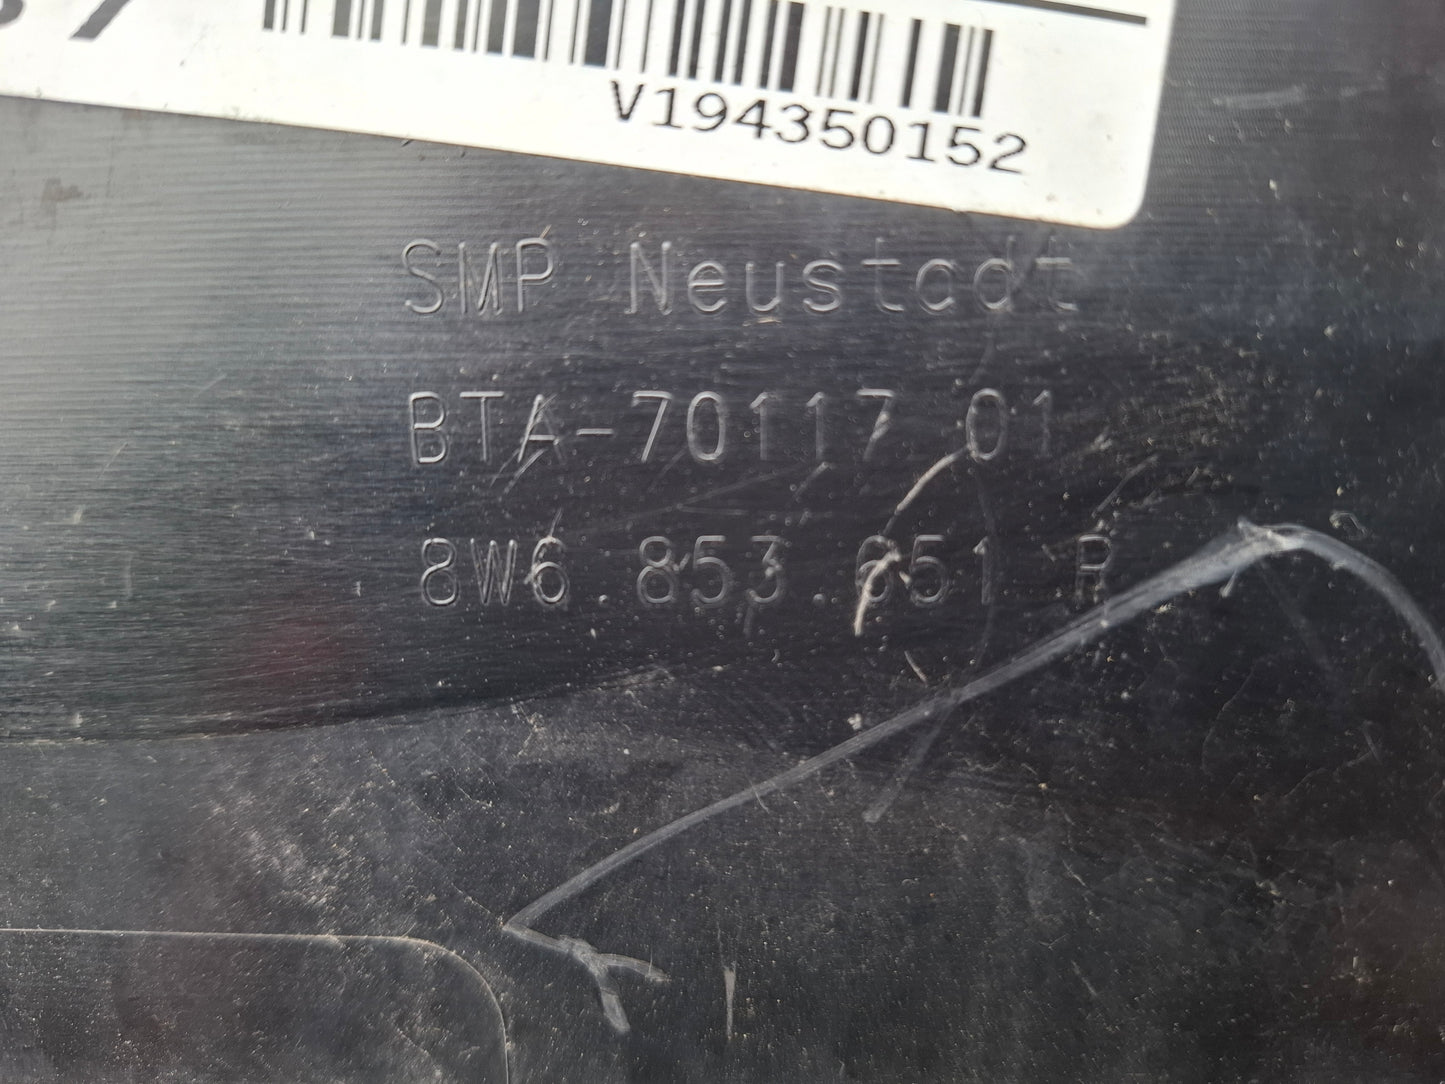 V194350152
SMP Neustadt
BTA-70117 01
8W6.853.651 R